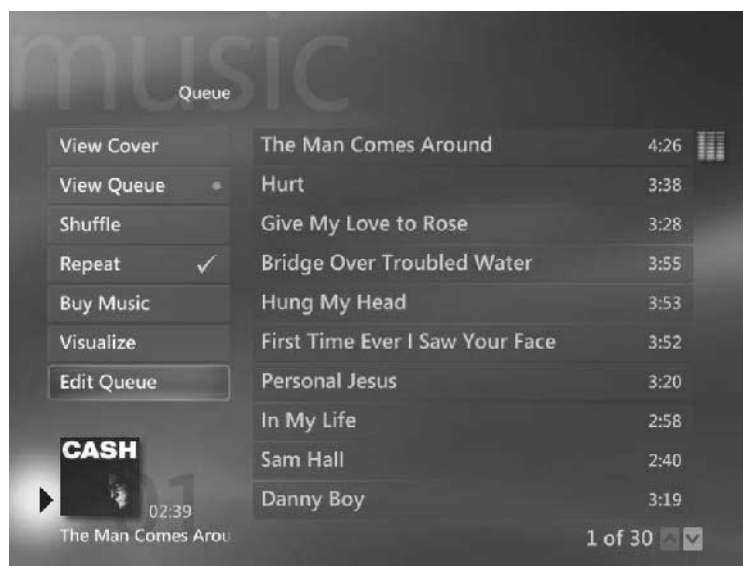 music
Queue
View Cover
View Queue
Shuffle
Repeat
Buy Music
Visualize
Edit Queue
The Man Comes Around 4:26
Hurt 3:38
Give My Love to Rose 3:28
Bridge Over Troubled Water 3:55
Hung My Head 3:53
First Time Ever I Saw Your Face 3:52
Personal Jesus 3:20
In My Life 2:58
Sam Hall 2:40
Danny Boy 3:19
CASH
01
02:39
The Man Comes Arou
1 of 30